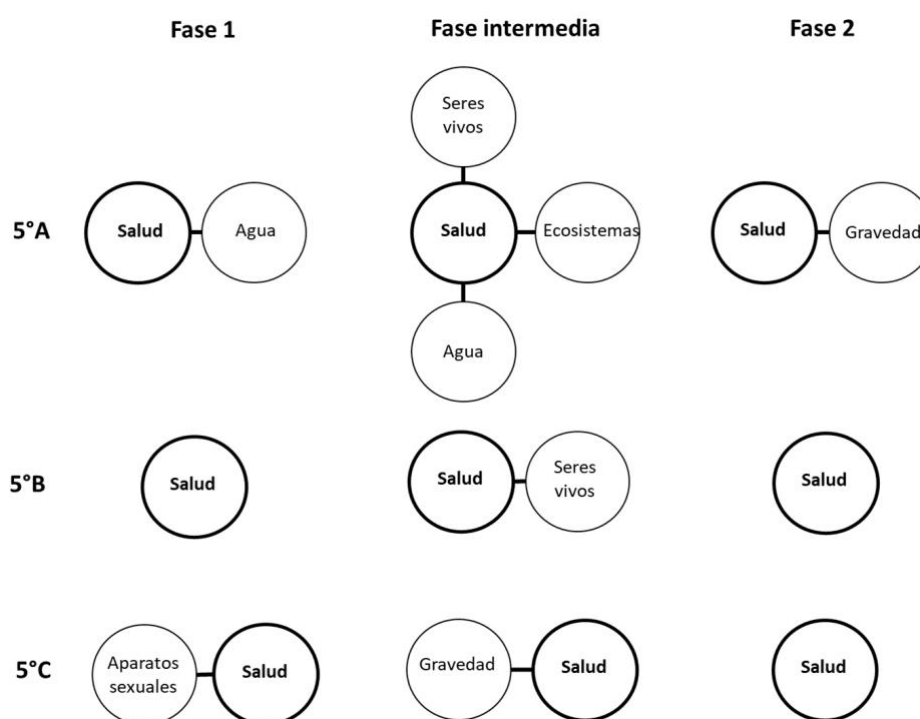 Fase 1
Fase intermedia
Fase 2
5°A
Salud
Agua
Seres
vivos
Salud
Ecosistemas
Agua
Salud
Gravedad
5°B
Salud
Salud
Seres
vivos
Salud
5°C
Aparatos
sexuales
Salud
Gravedad
Salud
Salud